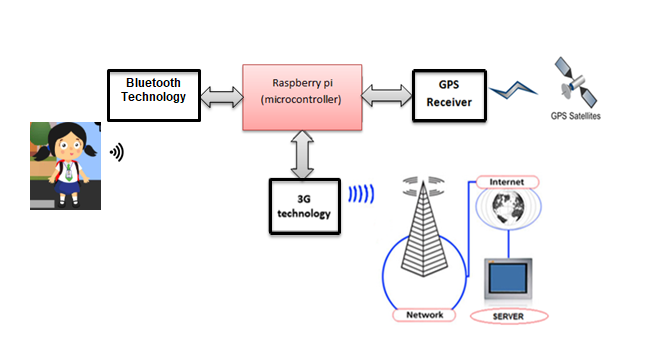 Bluetooth
Technology
Raspberry pi
(microcontroller)
GPS
Receiver
GPS Satellites
3G
technology
Internet
Network
SERVER